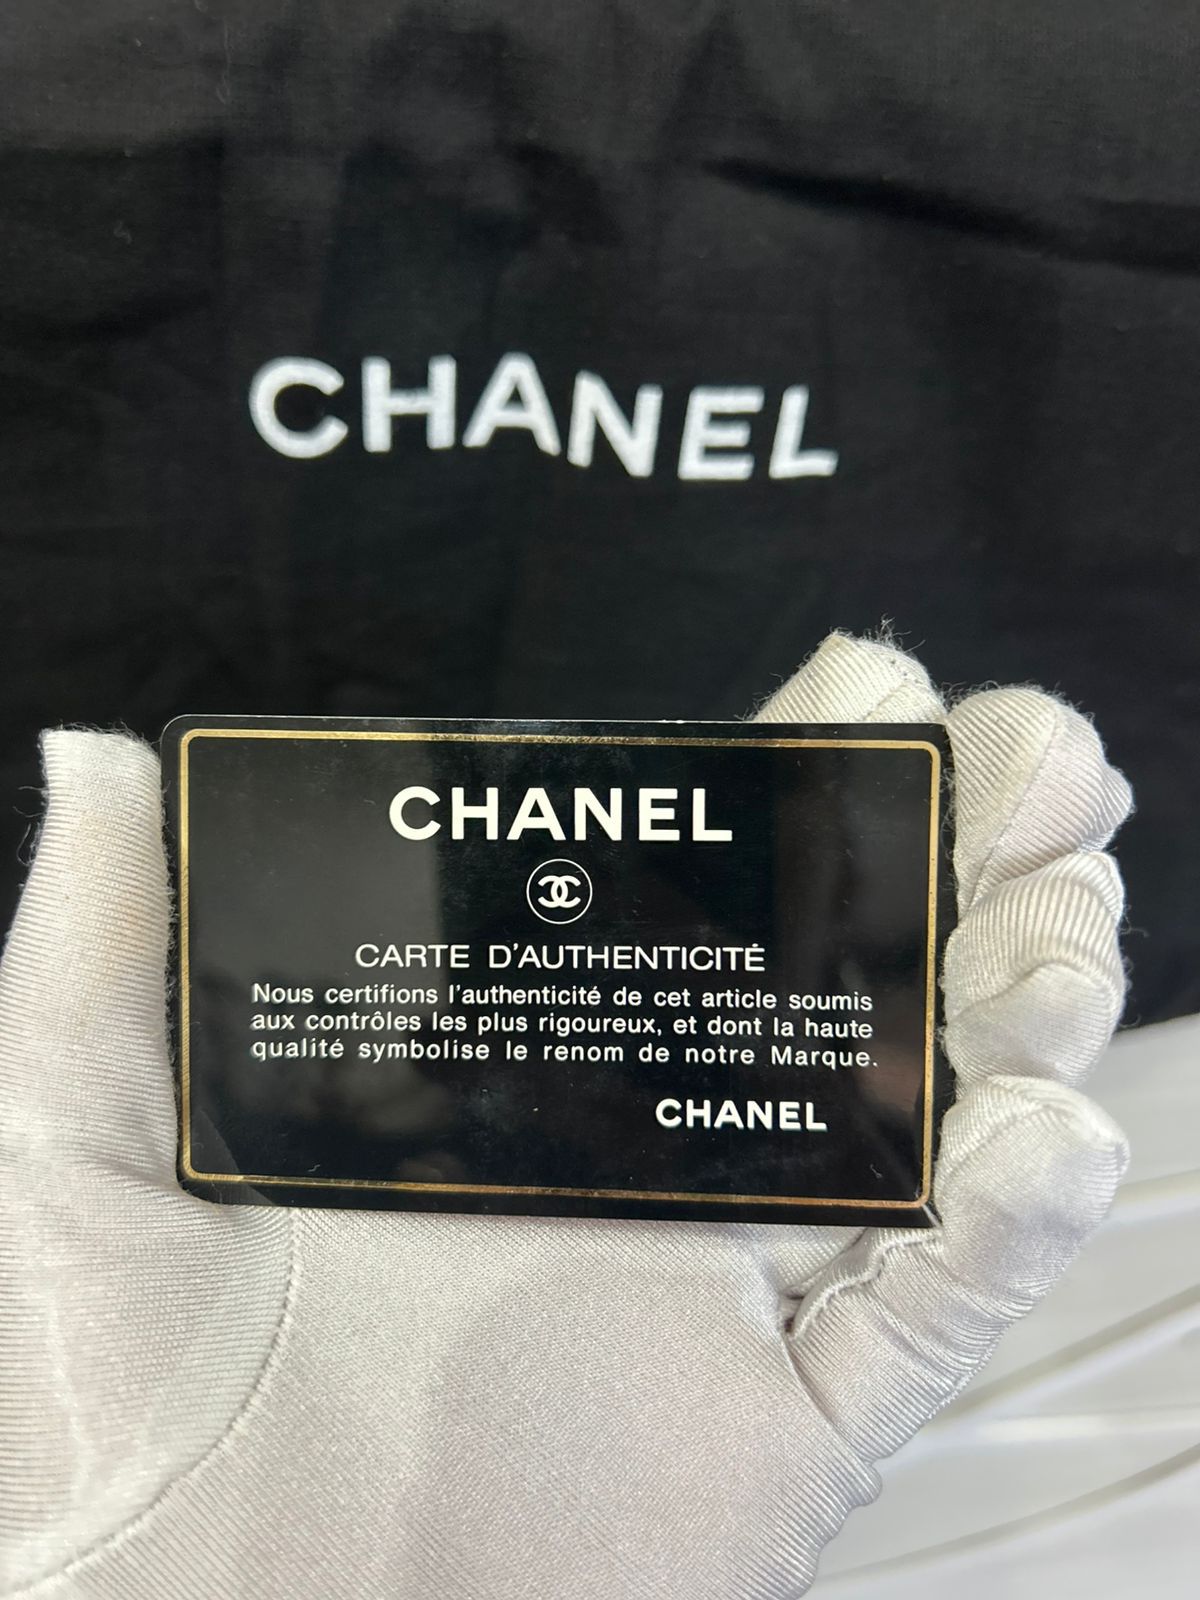 CHANEL
CHANEL
CARTE D'AUTHENTICITÉ
Nous certifions l'authenticité de cet article soumis
aux contrôles les plus rigoureux, et dont la haute
qualité symbolise le renom de notre Marque.
CHANEL